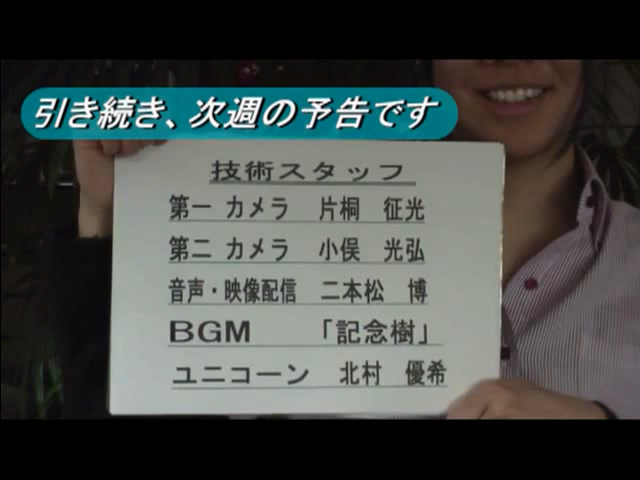 引き続き、次週の予告です
技術スタッフ
第一 カメラ 片桐 征光
第二 カメラ 小俣 光弘
音声・映像配信 二本松 博
BGM 「記念樹」
ユニコーン 北村 優希